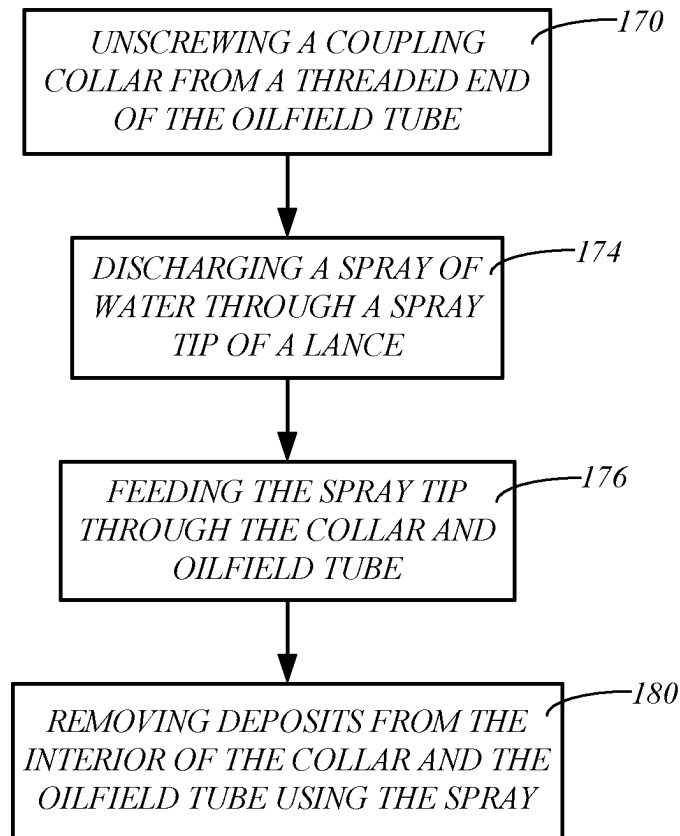 170
UNSCREWING A COUPLING
COLLAR FROM A THREADED END
OF THE OILFIELD TUBE
174
DISCHARGING A SPRAY OF
WATER THROUGH A SPRAY
TIP OF A LANCE
176
FEEDING THE SPRAY TIP
THROUGH THE COLLAR AND
OILFIELD TUBE
180
REMOVING DEPOSITS FROM THE
INTERIOR OF THE COLLAR AND THE
OILFIELD TUBE USING THE SPRAY